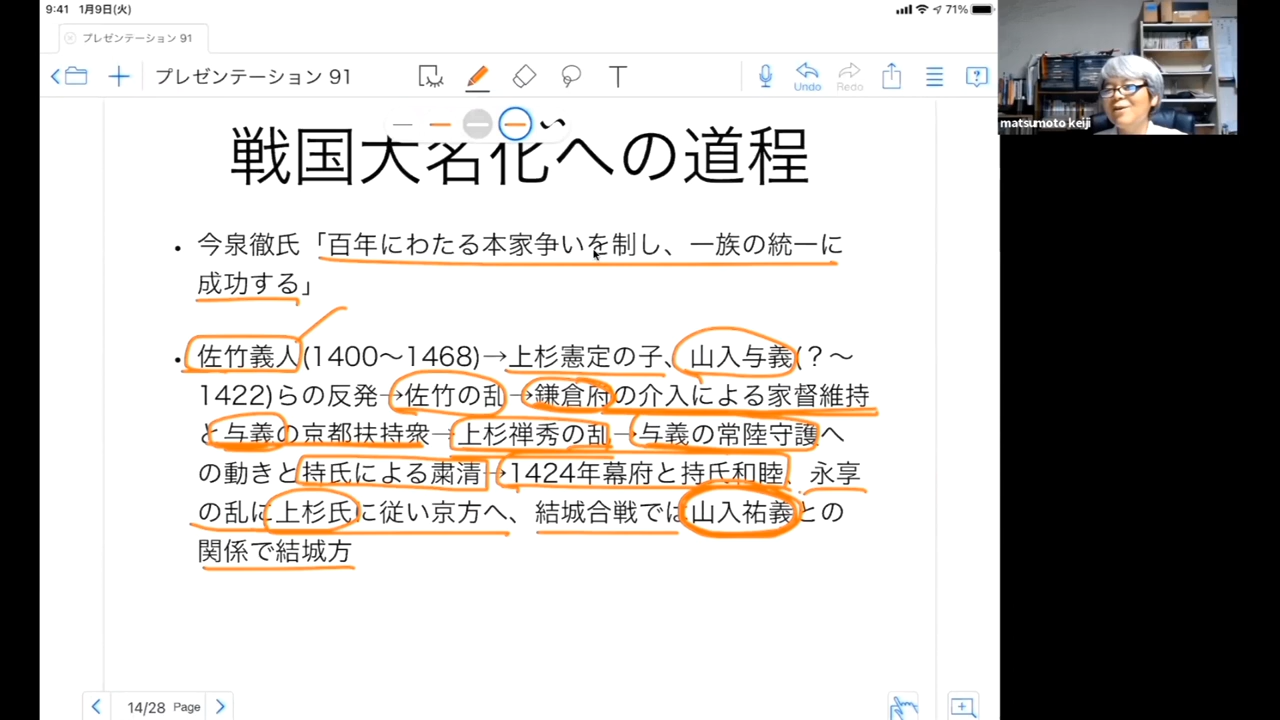 9:41 1月9日(火)
71%
プレゼンテーション 91
プレゼンテーション 91
T
Undo
Redo
?
matsumoto keiji
戦国大名化への道程
• 今泉徹氏「百年にわたる本家争いを制し、一族の統一に
成功する」
• 佐竹義人(1400〜1468)→上杉憲定の子、山入与義(？〜
1422)らの反発→佐竹の乱→鎌倉府の介入による家督維持
と与義の京都扶持衆→上杉禅秀の乱→与義の常陸守護へ
の動きと持氏による粛清→1424年幕府と持氏和睦、永享
の乱に上杉氏に従い京方へ、結城合戦では山入祐義との
関係で結城方
14/28 Page